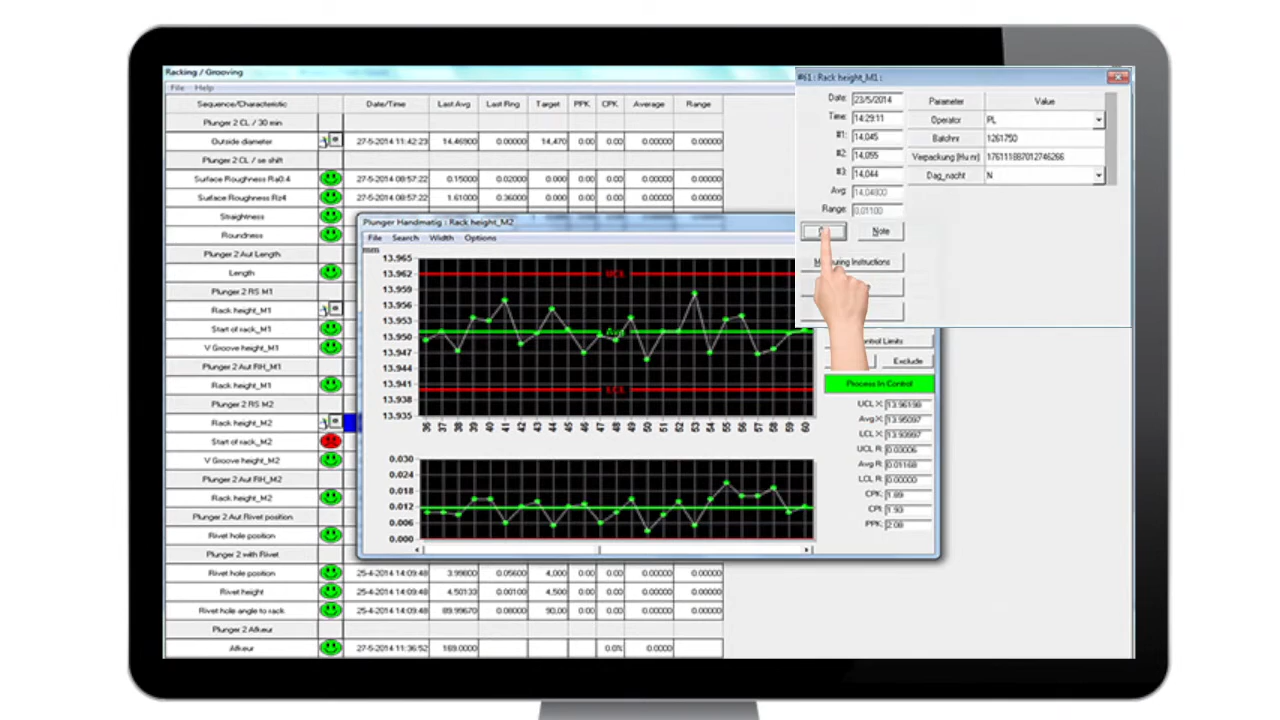 Racking / Grooving
File Help
Sequence/Characteristic Date/Time Last Avg Last Rng Target PPK CPK Average Range
Plunger 2 CL / 30 min
Outside diameter 27-5-2014 11:42:23 14.46900 0.00000 14,470 0.00 0.00 0.00000 0.00000
Plunger 2 CL / se shift
Surface Roughness Ra0.4 27-5-2014 08:57:22 0.15000 0.02000 0.000 0.00 0.00 0.00000 0.00000
Surface Roughness Rz4 27-5-2014 08:57:22 1.61000 0.36000 0.000 0.00 0.00 0.00000 0.00000
Straightness
Roundness
Plunger 2 Aut Length
Length
Plunger 2 RS M1
Rack height_M1
Start of rack_M1
V Groove height_M1
Plunger 2 Aut RH_M1
Rack height_M1
Plunger 2 RS M2
Rack height_M2
Start of rack_M2
V Groove height_M2
Plunger 2 Aut RH_M2
Rack height_M2
Plunger 2 Aut Rivet position
Rivet hole position
Plunger 2 with Rivet
Rivet hole position 25-4-2014 14:09:48 3.99800 0.05600 4,000 0.00 0.00 0.00000 0.00000
Rivet height 25-4-2014 14:09:48 4.50133 0.00100 4,500 0.00 0.00 0.00000 0.00000
Rivet hole angle to rack 25-4-2014 14:09:48 89.99670 0.08000 90,00 0.00 0.00 0.00000 0.00000
Plunger 2 Afkeur
Afkeur 27-5-2014 11:36:52 169.0000 0.0% 0.0000
Plunger Handmatig : Rack height_M2
File Search Width Options
mm
13.965
13.962 UCL
13.959
13.956
13.953
13.950
13.947
13.944
13.941 LCL
13.938
13.935
36 37 38 39 40 41 42 43 44 45 46 47 48 49 50 51 52 53 54 55 56 57 58 59 60
0.030
0.024
0.018
0.012
0.006
0.000
Control Limits
Exclude
Process In Control
UCL X: 13.96198
Avg X: 13.95097
LCL X: 13.93997
UCL R: 0.03006
Avg R: 0.01168
LCL R: 0.00000
CPK: 1.89
CPI: 1.93
PPK: 2.08
#61 : Rack height_M1 :
Date: 23/5/2014 Parameter Value
Time: 14:29:11 Operator PL
#1: 14,045 Batchnr 1261750
#2: 14,055 Verpackung (Hu nr) 176111887012746266
#3: 14,044 Dag_nacht N
Avg: 14,04800
Range: 0,01100
Note
Measuring Instructions